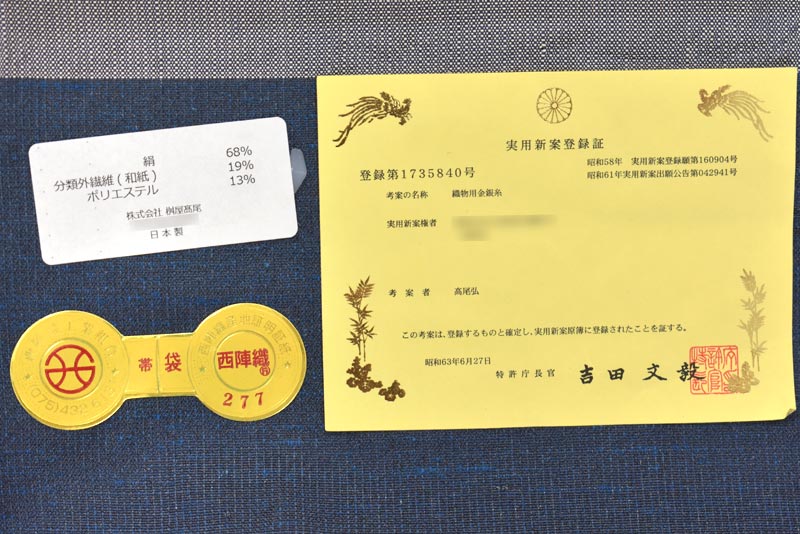 絹 68%
分類外繊維(和紙) 19%
ポリエステル 13%
株式会社 桝屋髙尾
日本製
帯袋
西陣織
277
実用新案登録証
登録第1735840号
昭和58年 実用新案登録願第160904号
昭和61年実用新案出願公告第042941号
考案の名称 織物用金銀糸
実用新案権者
考案者 高尾弘
この考案は、登録するものと確定し、実用新案原簿に登録されたことを証する。
昭和63年6月27日
特許庁長官 吉田文毅